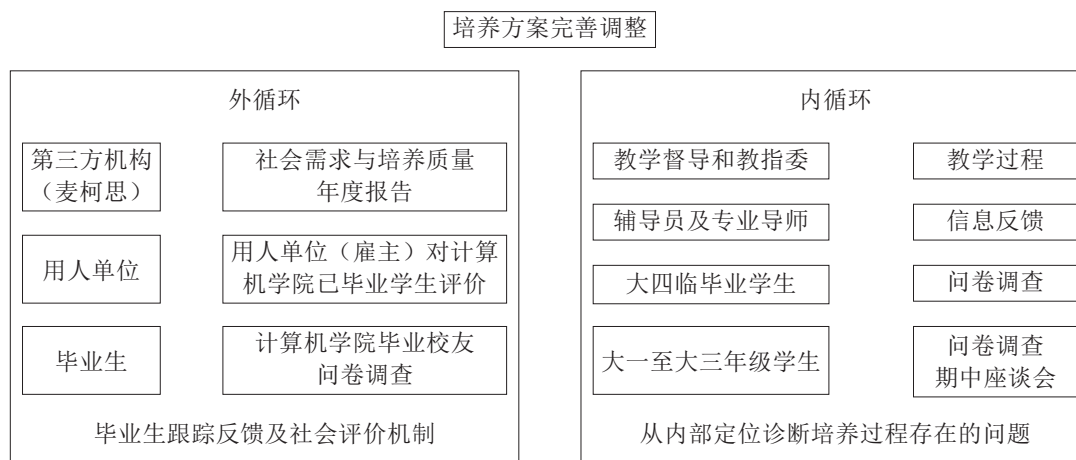 培养方案完善调整
外循环
第三方机构
（麦柯思）
社会需求与培养质量
年度报告
用人单位
用人单位（雇主）对计算
机学院已毕业学生评价
毕业生
计算机学院毕业校友
问卷调查
毕业生跟踪反馈及社会评价机制
内循环
教学督导和教指委
教学过程
辅导员及专业导师
信息反馈
大四临毕业学生
问卷调查
大一至大三年级学生
问卷调查
期中座谈会
从内部定位诊断培养过程存在的问题